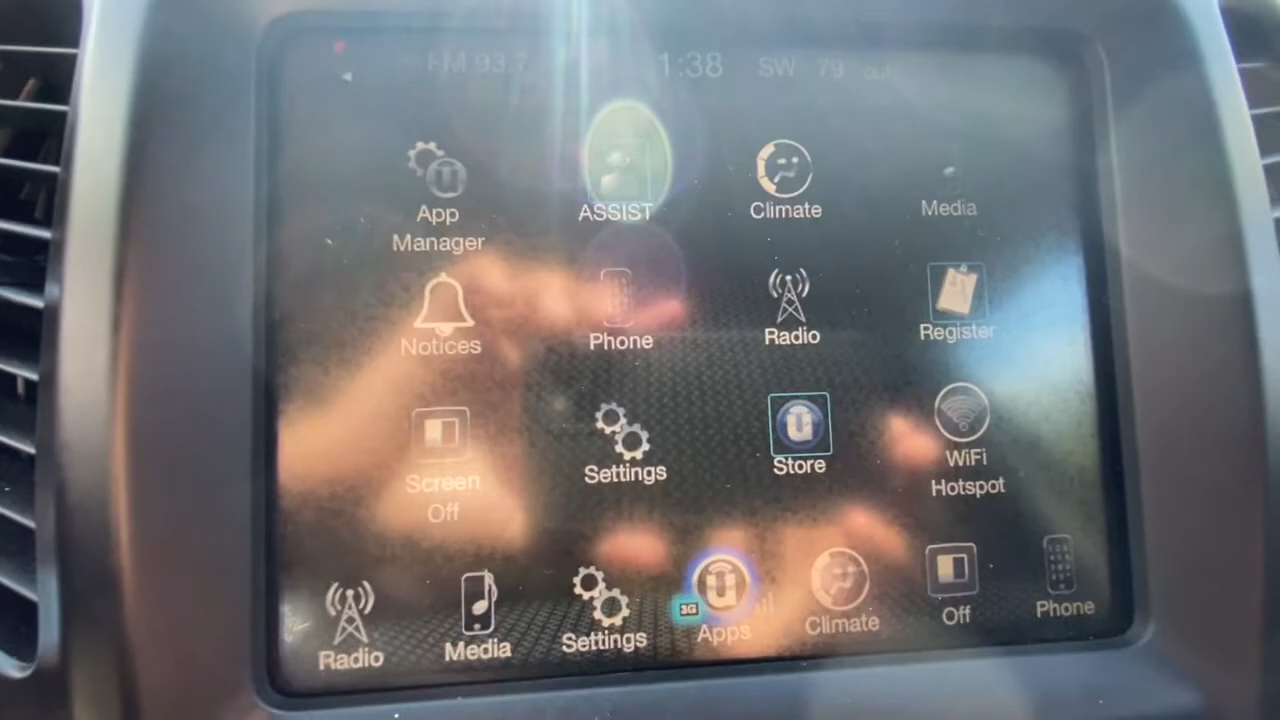 FM 93.7 1:38 SW 79 out
App
Manager
ASSIST
Climate
Media
Notices
Phone
Radio
Register
Screen
Off
Settings
Store
WiFi
Hotspot
Radio
Media
Settings
3G
Apps
Climate
Off
Phone